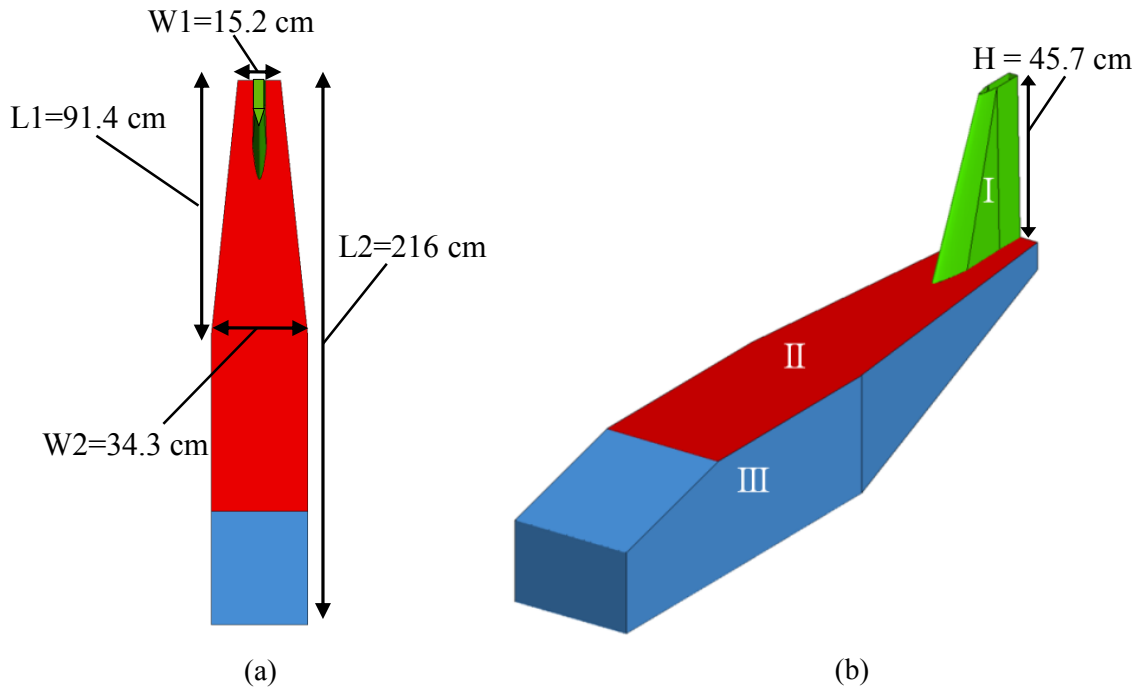 W1=15.2 cm
H = 45.7 cm
L1=91.4 cm
I
L2=216 cm
II
W2=34.3 cm
III
(a)
(b)